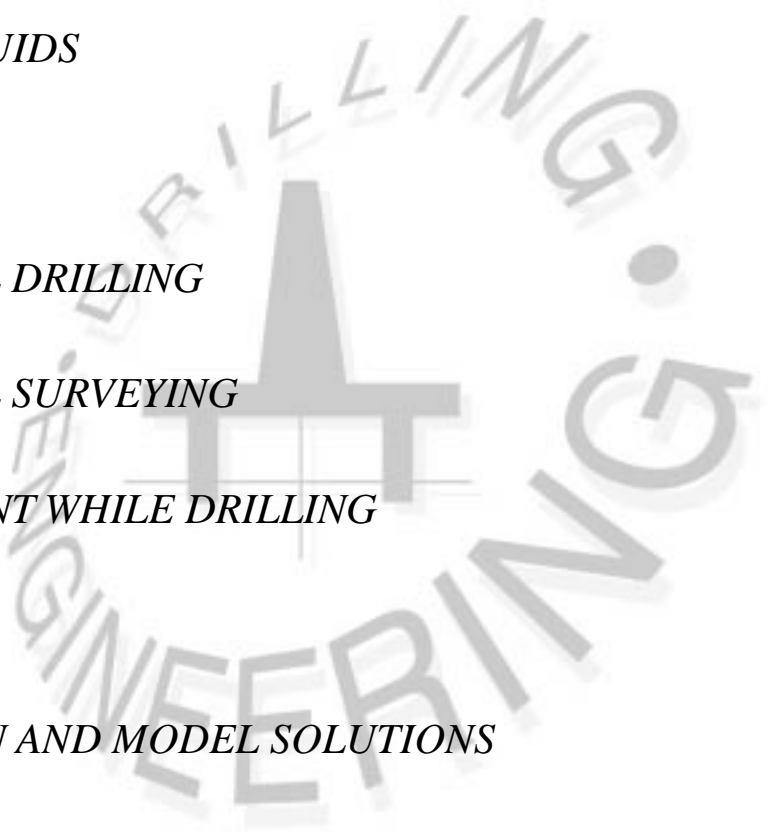 UIDS
DRILLING
SURVEYING
NT WHILE DRILLING
AND MODEL SOLUTIONS
DRILLING • ENGINEERING •